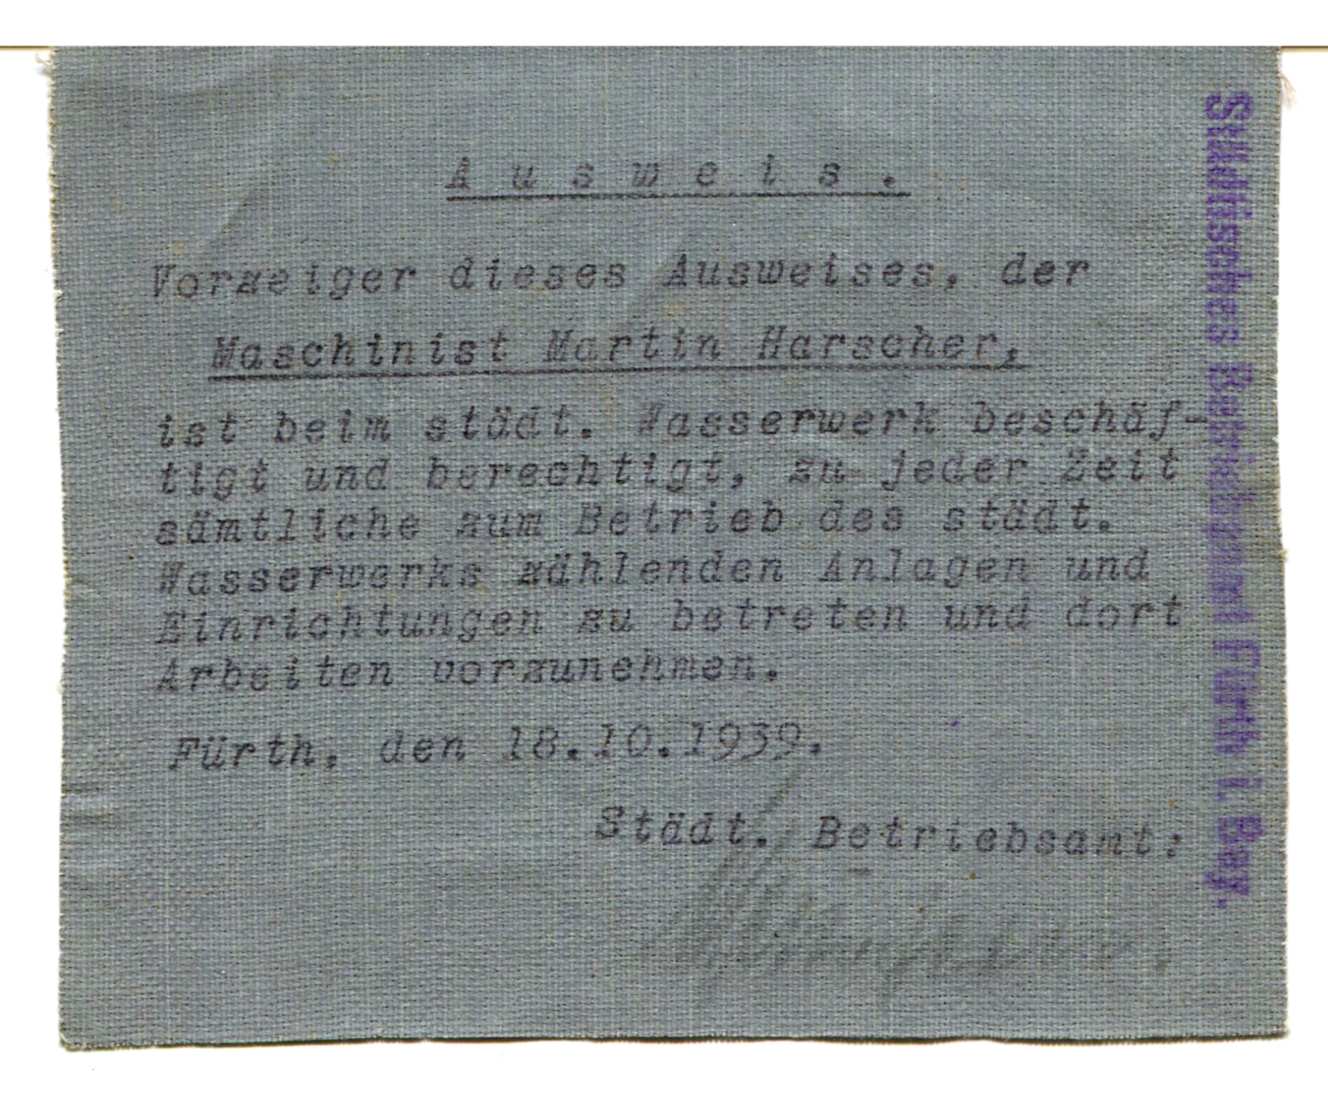 A u s w e i s .
Vorzeiger dieses Ausweises, der
Maschinist Martin Harscher,
ist beim städt. Wasserwerk beschäf-
tigt und berechtigt, zu jeder Zeit
sämtliche zum Betrieb des städt.
Wasserwerks zählenden Anlagen und
Einrichtungen zu betreten und dort
Arbeiten vorzunehmen.
Fürth, den 18.10.1939.
Städt. Betriebsamt:
Städtisches Betriebsamt Fürth i. Bay.